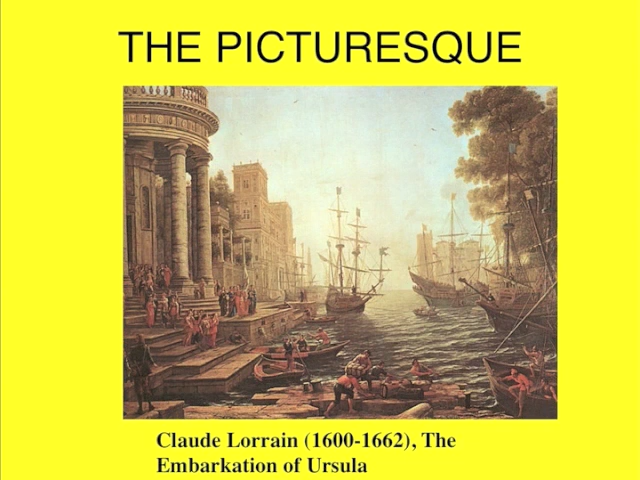 THE PICTURESQUE
Claude Lorrain (1600-1662), The
Embarkation of Ursula